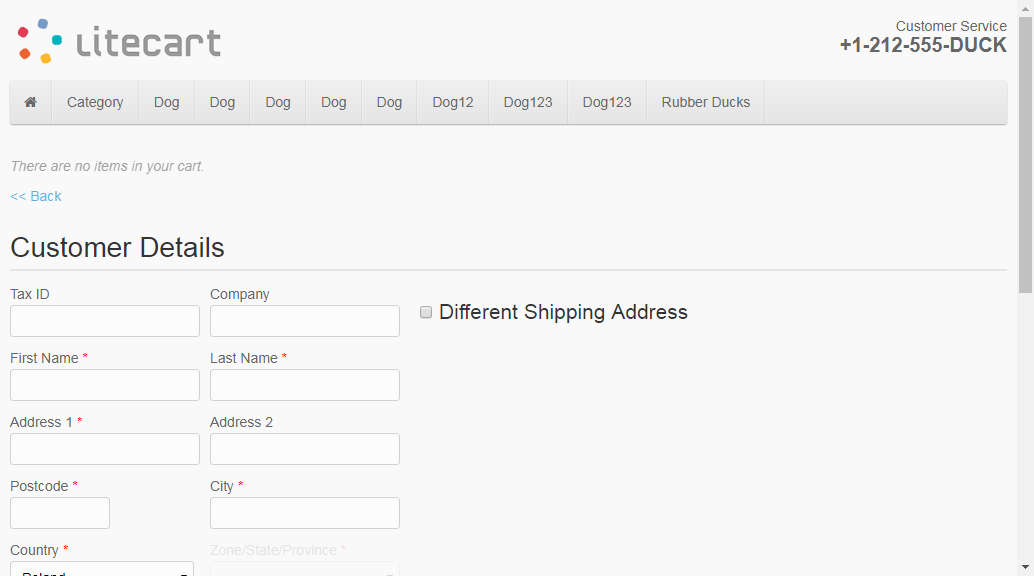 litecart
Customer Service
+1-212-555-DUCK
Category Dog Dog Dog Dog Dog Dog12 Dog123 Dog123 Rubber Ducks
There are no items in your cart.
<< Back
Customer Details
Tax ID Company
Different Shipping Address
First Name * Last Name *
Address 1 * Address 2
Postcode * City *
Country * Zone/State/Province *
Poland